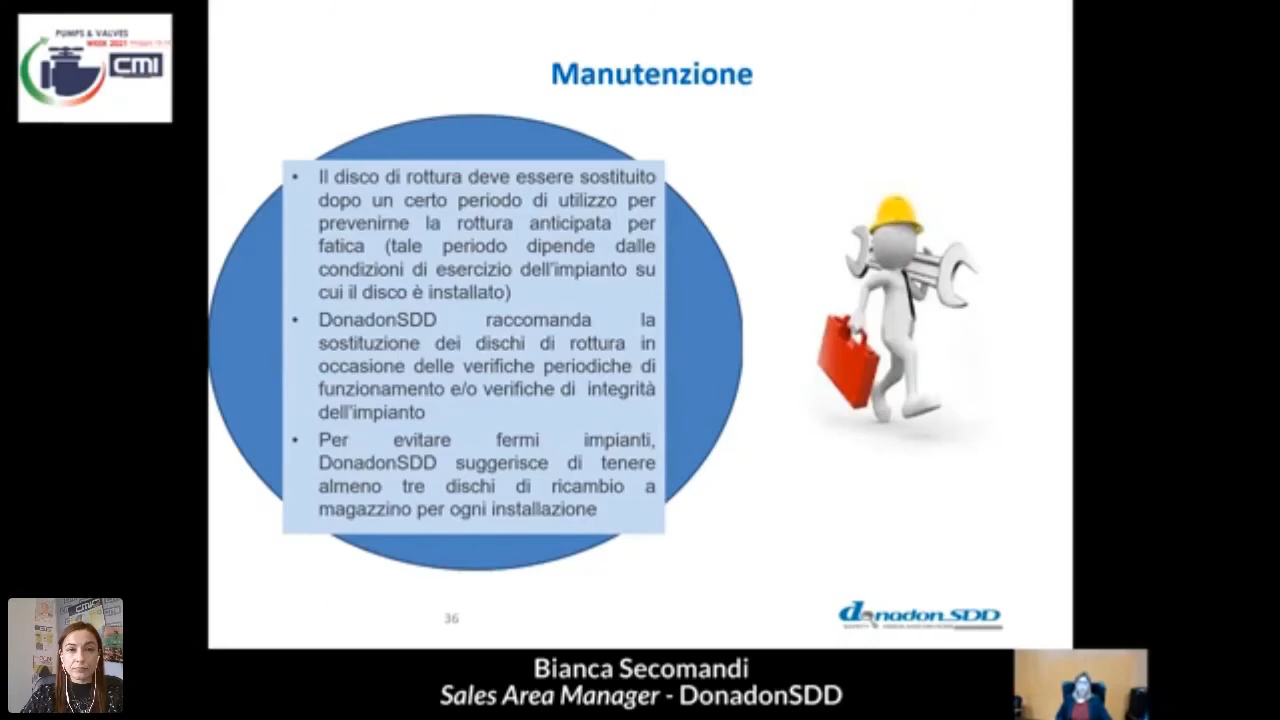 PUMPS & VALVES
WEEK 2021
CMI
Manutenzione
• Il disco di rottura deve essere sostituito
dopo un certo periodo di utilizzo per
prevenirne la rottura anticipata per
fatica (tale periodo dipende dalle
condizioni di esercizio dell'impianto su
cui il disco è installato)
• DonadonSDD raccomanda la
sostituzione dei dischi di rottura in
occasione delle verifiche periodiche di
funzionamento e/o verifiche di integrità
dell'impianto
• Per evitare fermi impianti,
DonadonSDD suggerisce di tenere
almeno tre dischi di ricambio a
magazzino per ogni installazione
36
donadon SDD
CMI
Bianca Secomandi
Sales Area Manager - DonadonSDD